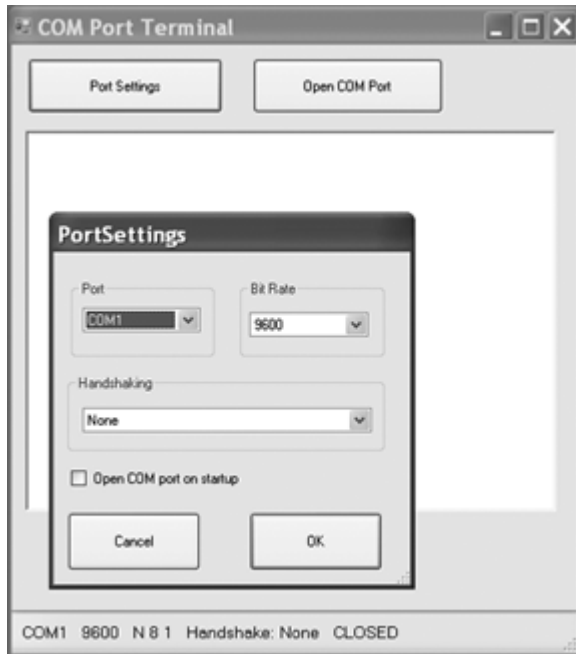 COM Port Terminal
Port Settings Open COM Port
PortSettings
Port Bit Rate
COM1 9600
Handshaking
None
Open COM port on startup
Cancel OK
COM1 9600 N 8 1 Handshake: None CLOSED